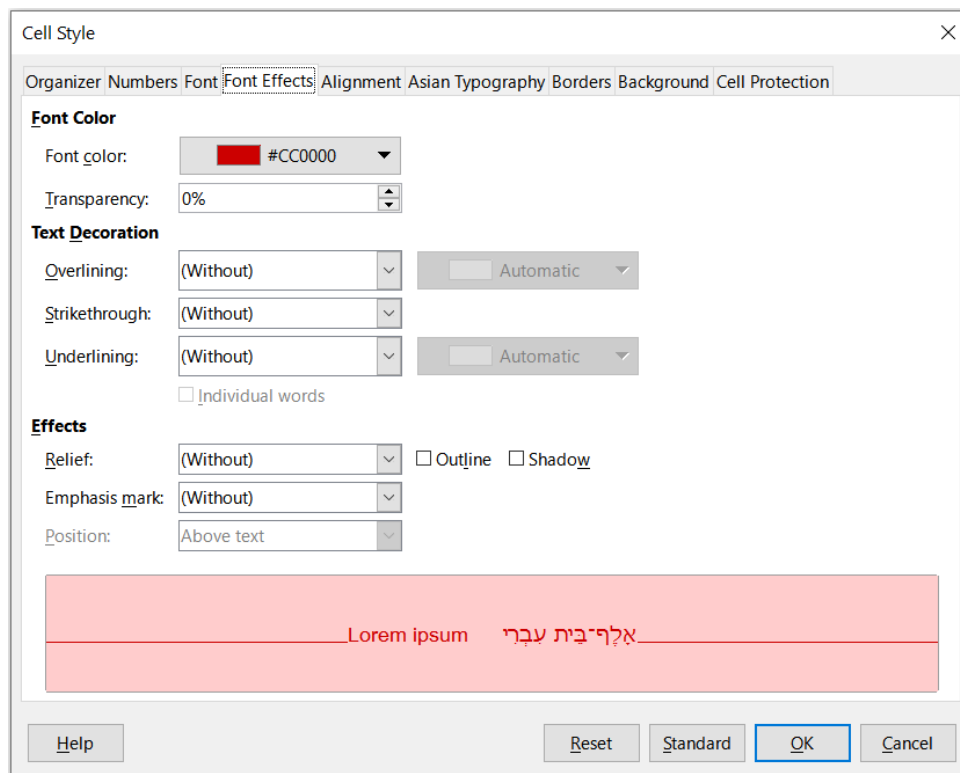 Cell Style
Organizer Numbers Font Font Effects Alignment Asian Typography Borders Background Cell Protection
Font Color
Font color: #CC0000
Transparency: 0%
Text Decoration
Overlining: (Without) Automatic
Strikethrough: (Without)
Underlining: (Without) Automatic
Individual words
Effects
Relief: (Without) Outline Shadow
Emphasis mark: (Without)
Position: Above text
Lorem ipsum אָלֶף־בֵּית עִבְרִי
Help Reset Standard OK Cancel